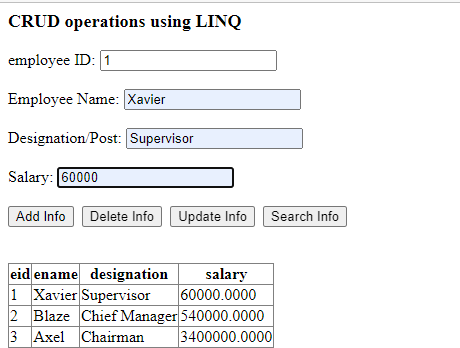 CRUD operations using LINQ
employee ID: 1
Employee Name: Xavier
Designation/Post: Supervisor
Salary: 60000
Add Info Delete Info Update Info Search Info
eid ename designation salary
1 Xavier Supervisor 60000.0000
2 Blaze Chief Manager 540000.0000
3 Axel Chairman 3400000.0000